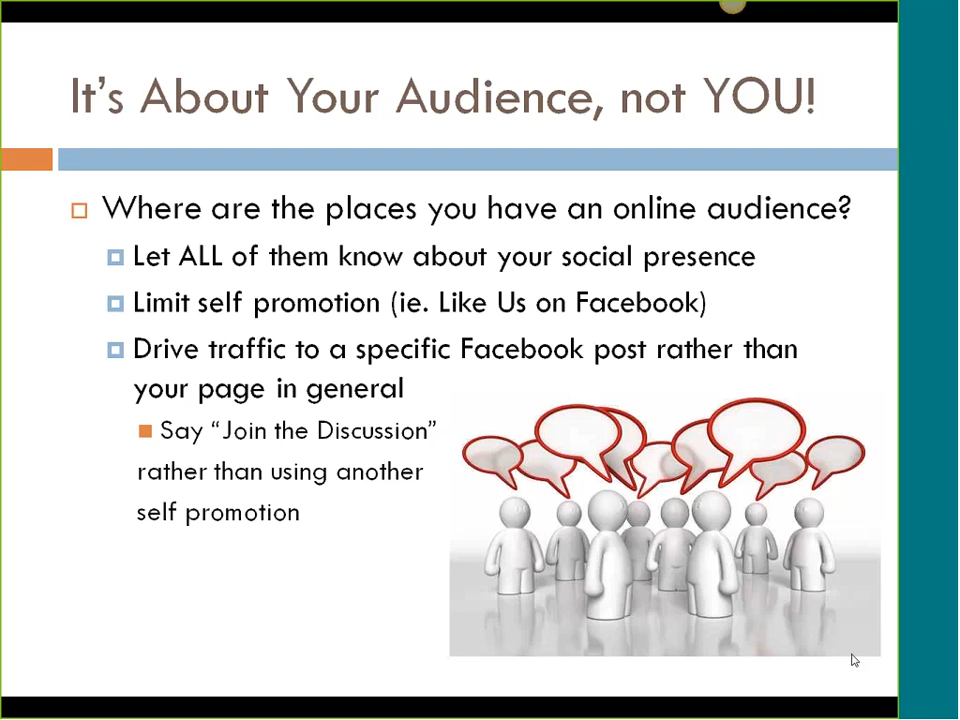 It's About Your Audience, not YOU!
Where are the places you have an online audience?
Let ALL of them know about your social presence
Limit self promotion (ie. Like Us on Facebook)
Drive traffic to a specific Facebook post rather than
your page in general
Say “Join the Discussion”
rather than using another
self promotion